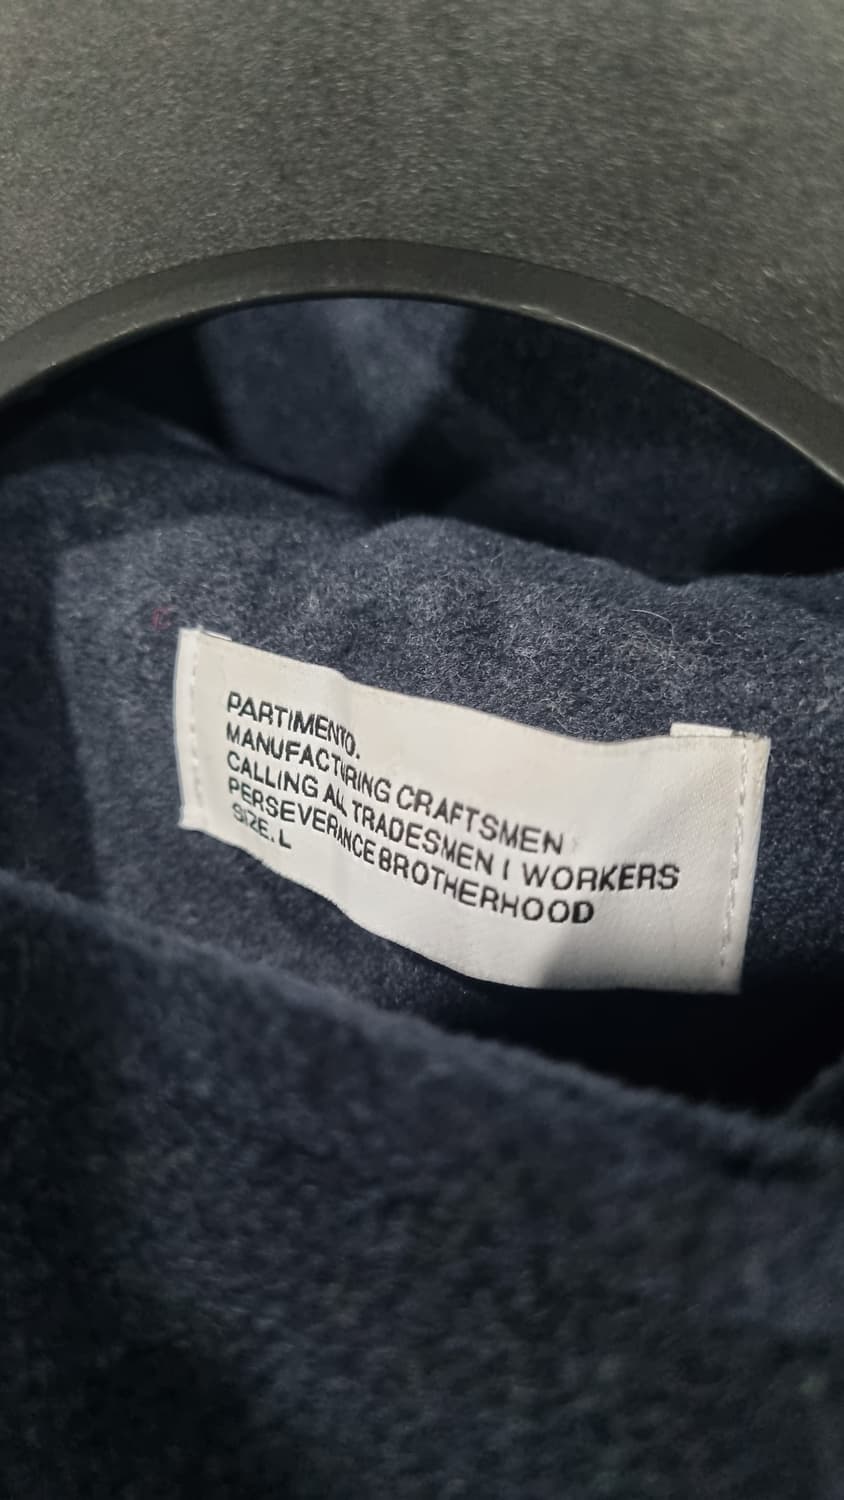 PARTIMENTO.
MANUFACTURING CRAFTSMEN
CALLING ALL TRADESMEN I WORKERS
PERSEVERANCE BROTHERHOOD
SIZE. L